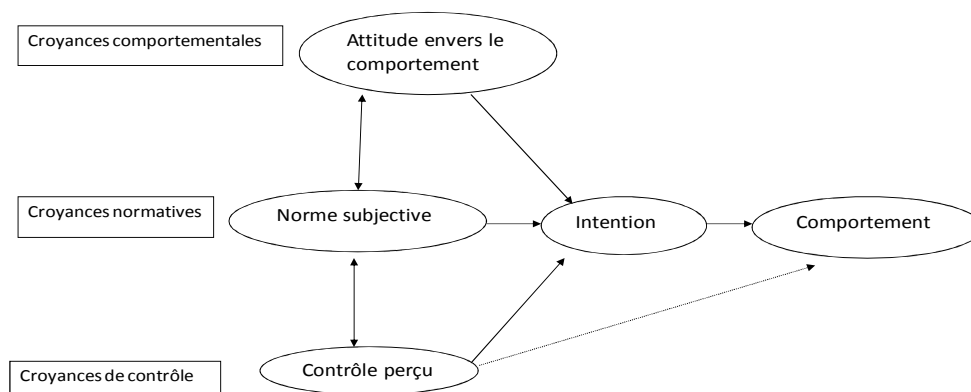 Croyances comportementales
Attitude envers le
comportement
Croyances normatives
Norme subjective
Intention
Comportement
Croyances de contrôle
Contrôle perçu